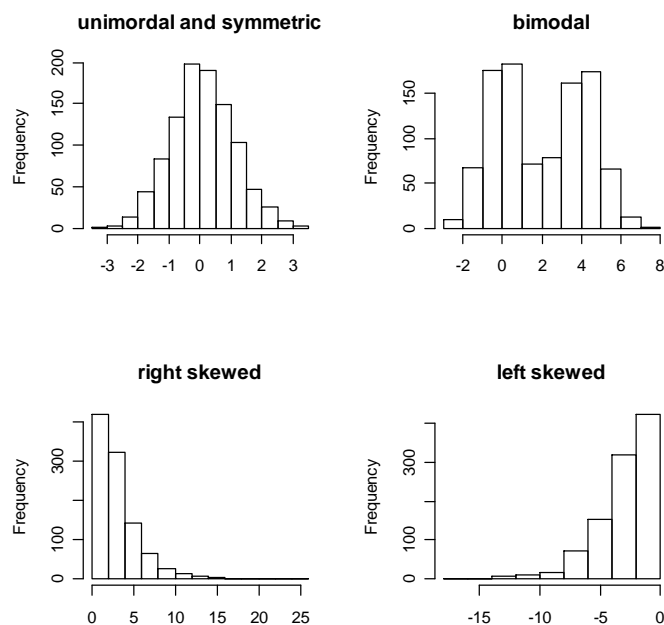 unimordal and symmetric
Frequency
0 50 100 150 200
-3 -2 -1 0 1 2 3
bimodal
Frequency
0 50 100 150
-2 0 2 4 6 8
right skewed
Frequency
0 100 300
0 5 10 15 20 25
left skewed
Frequency
0 100 300
-15 -10 -5 0